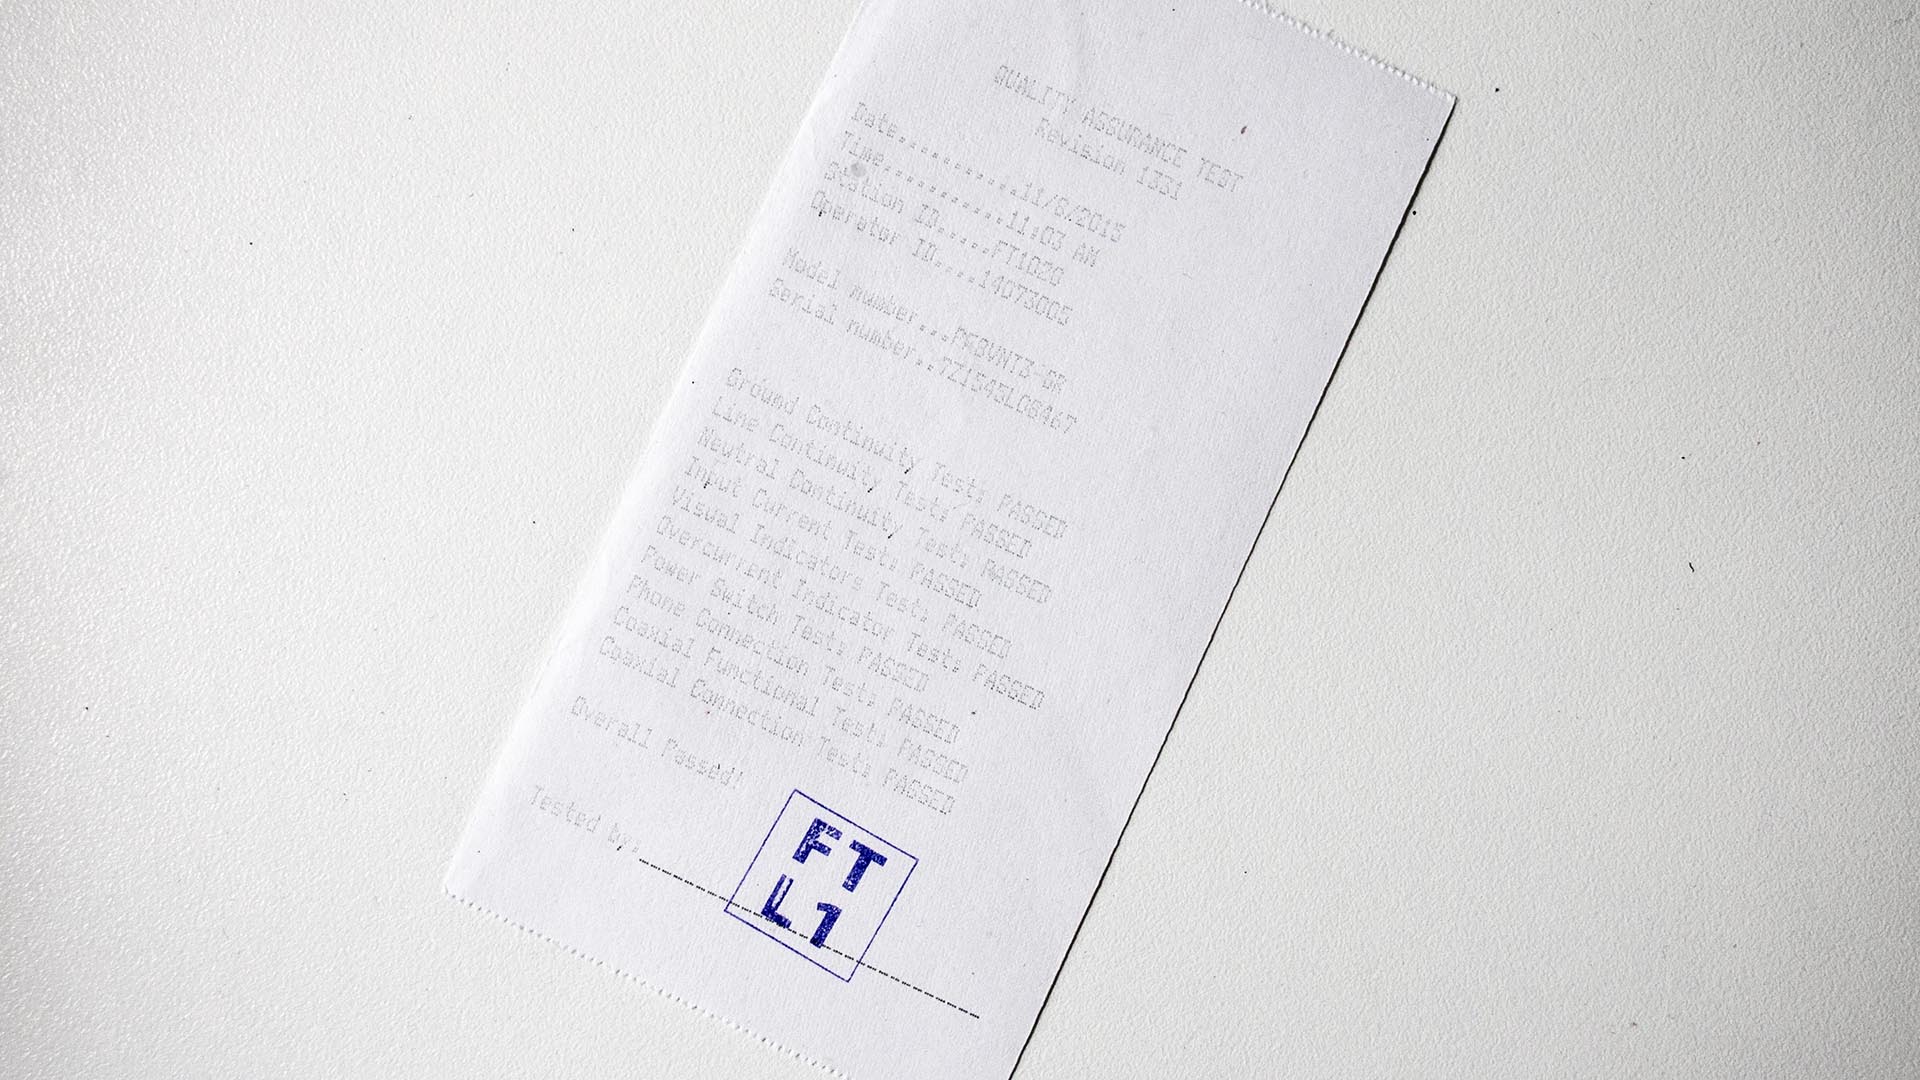 QUALITY ASSURANCE TEST
Revision 1331
Date.............11/6/2015
Time.............11:03 AM
Station ID.....FT1020
Operator ID....14073005
Model number...
Serial number..
Ground Continuity Test: PASSED
Line Continuity Test: PASSED
Neutral Continuity Test: PASSED
Input Current Test: PASSED
Visual Indicators Test: PASSED
Overcurrent Indicator Test: PASSED
Power Switch Test: PASSED
Phone Connection Test: PASSED
Coaxial Functional Test: PASSED
Coaxial Connection Test: PASSED
Overall Passed!
Tested by:
FT
L1